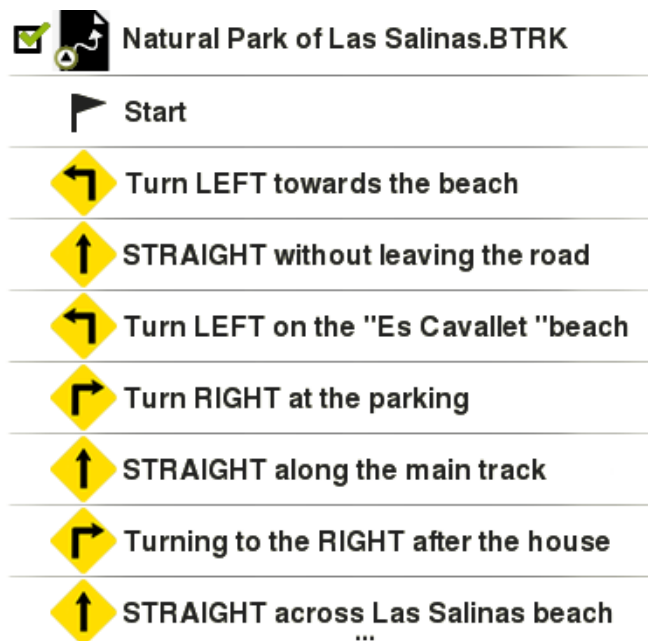 Natural Park of Las Salinas.BTRK
Start
Turn LEFT towards the beach
STRAIGHT without leaving the road
Turn LEFT on the "Es Cavallet "beach
Turn RIGHT at the parking
STRAIGHT along the main track
Turning to the RIGHT after the house
STRAIGHT across Las Salinas beach
...